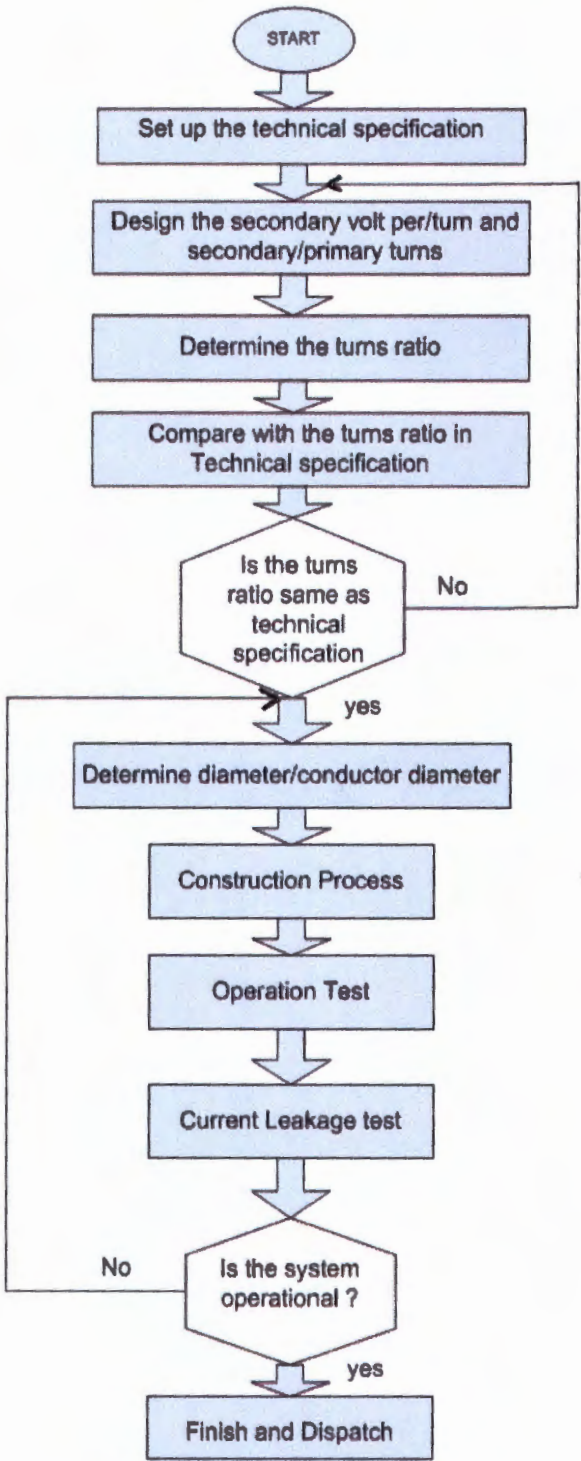 START
Set up the technical specification
Design the secondary volt per/turn and
secondary/primary turns
Determine the turns ratio
Compare with the turns ratio in
Technical specification
Is the turns
ratio same as
technical
specification
No
yes
Determine diameter/conductor diameter
Construction Process
Operation Test
Current Leakage test
No
Is the system
operational ?
yes
Finish and Dispatch